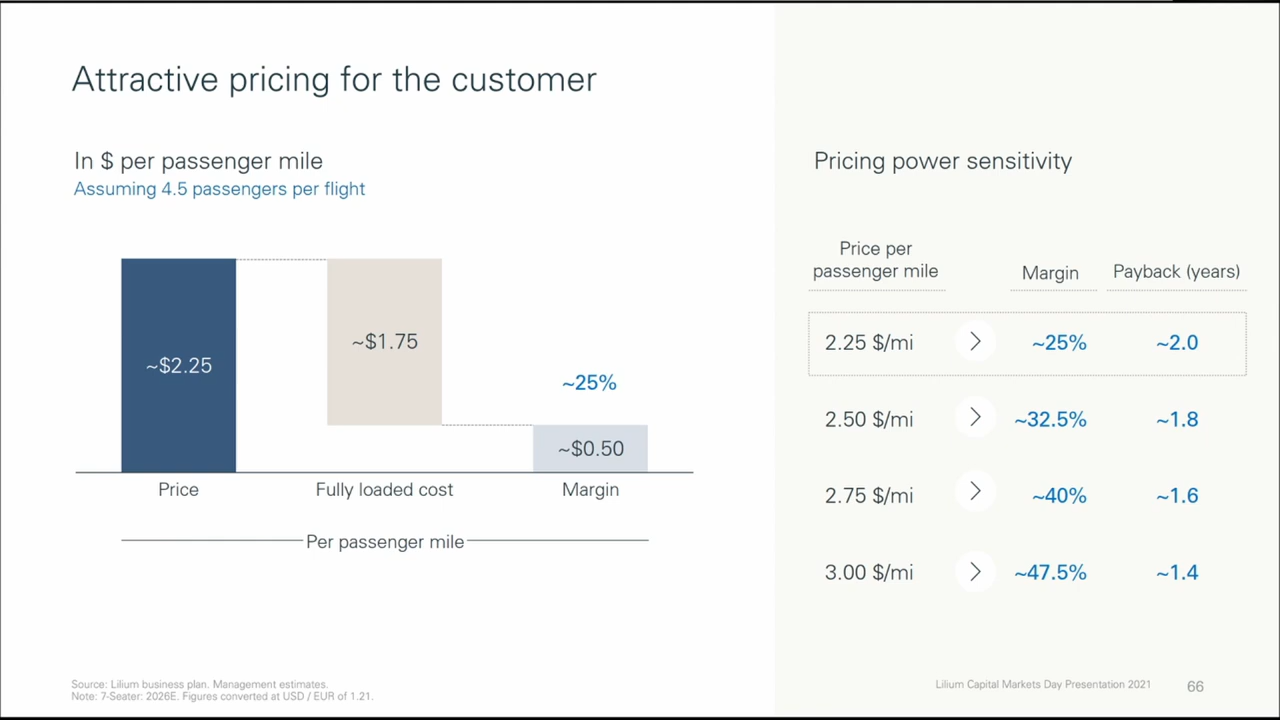 Attractive pricing for the customer
In $ per passenger mile
Assuming 4.5 passengers per flight
~$2.25
~$1.75
~25%
~$0.50
Price
Fully loaded cost
Margin
Per passenger mile
Pricing power sensitivity
Price per
passenger mile
Margin
Payback (years)
2.25 $/mi > ~25% ~2.0
2.50 $/mi > ~32.5% ~1.8
2.75 $/mi > ~40% ~1.6
3.00 $/mi > ~47.5% ~1.4
Source: Lilium business plan. Management estimates.
Note: 7-Seater: 2026E. Figures converted at USD / EUR of 1.21.
Lilium Capital Markets Day Presentation 2021 66